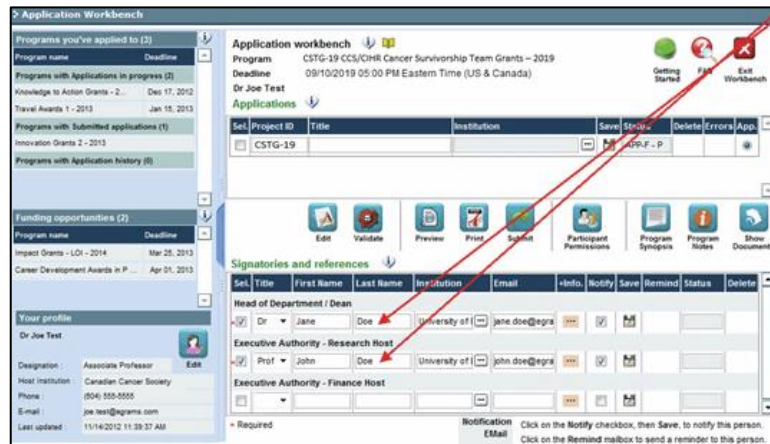 Application Workbench
Programs you've applied to (3)
Program name Deadline
Programs with Applications in progress (2)
Knowledge to Action Grants - 2... Dec 17, 2012
Travel Awards 1 - 2013 Jan 15, 2013
Programs with Submitted applications (1)
Innovation Grants 2 - 2013
Programs with Application history (0)
Funding opportunities (2)
Program name Deadline
Impact Grants - LOI - 2014 Mar 25, 2013
Career Development Awards in P ... Apr 01, 2013
Your profile
Dr Joe Test
Edit
Designation : Associate Professor
Host institution : Canadian Cancer Society
Phone : (604) 555-5555
E-mail : joe.test@egrams.com
Last updated : 11/14/2012 11:39:37 AM
Application workbench
Program CSTG-19 CCS/CIHR Cancer Survivorship Team Grants – 2019
Deadline 09/10/2019 05:00 PM Eastern Time (US & Canada)
Dr Joe Test
Getting Started FAQ Exit Workbench
Applications
Sel. Project ID Title Institution Save Status Delete Errors App.
CSTG-19 APP-F - P
Edit Validate Preview Print Submit Participant Permissions Program Synopsis Program Notes Show Document
Signatories and references
Sel. Title First Name Last Name Institution Email +Info. Notify Save Remind Status Delete
Head of Department / Dean
Dr Jane Doe University of jane.doe@egra
Executive Authority - Research Host
Prof John Doe University of john.doe@egra
Executive Authority - Finance Host
* Required
Notification EMail
Click on the Notify checkbox, then Save, to notify this person.
Click on the Remind mailbox to send a reminder to this person.